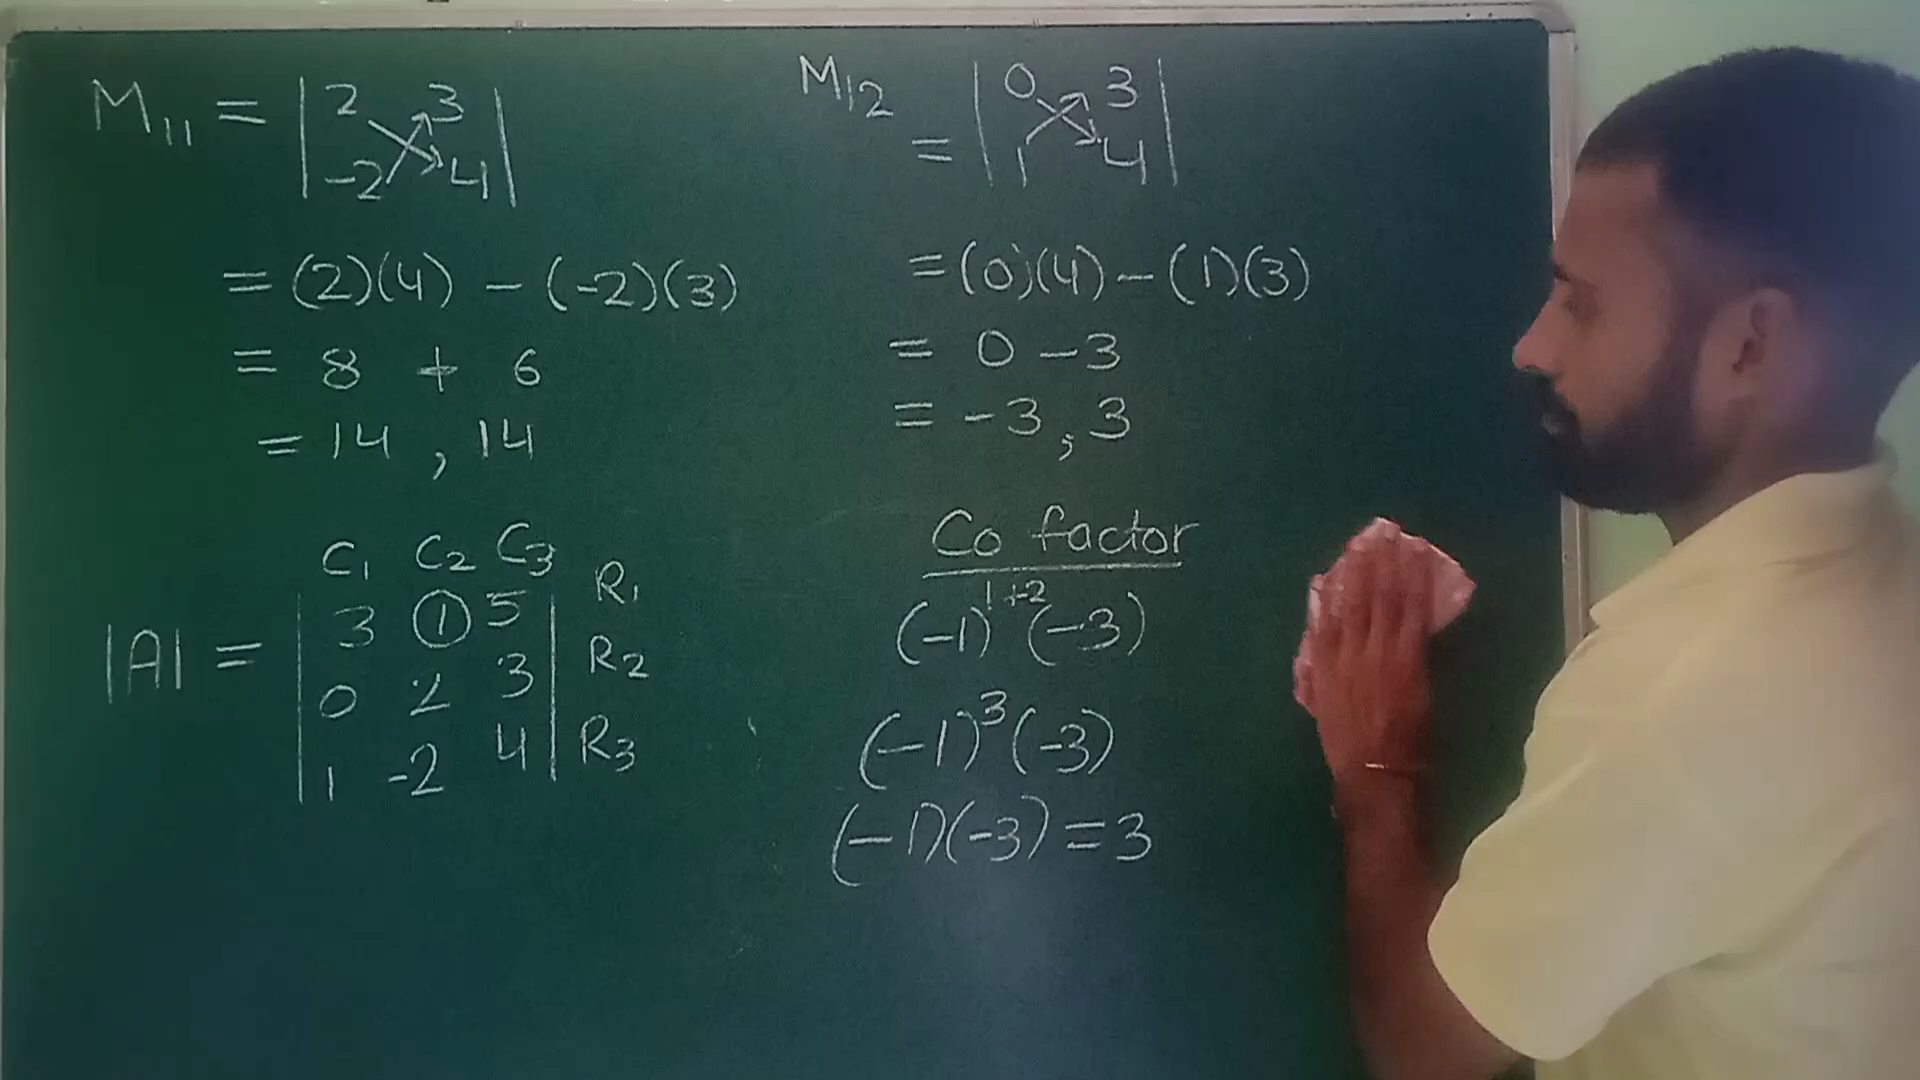 M₁₁ = | 2 3 |
| -2 4 |
= (2)(4) - (-2)(3)
= 8 + 6
= 14 , 14
C₁ C₂ C₃
| 3 ① 5 | R₁
|A| = | 0 2 3 | R₂
| 1 -2 4 | R₃
M₁₂
= | 0 3 |
| 1 4 |
= (0)(4) - (1)(3)
= 0 - 3
= -3 , 3
Co factor
(-1)¹⁺² (-3)
(-1)³ (-3)
(-1)(-3) = 3